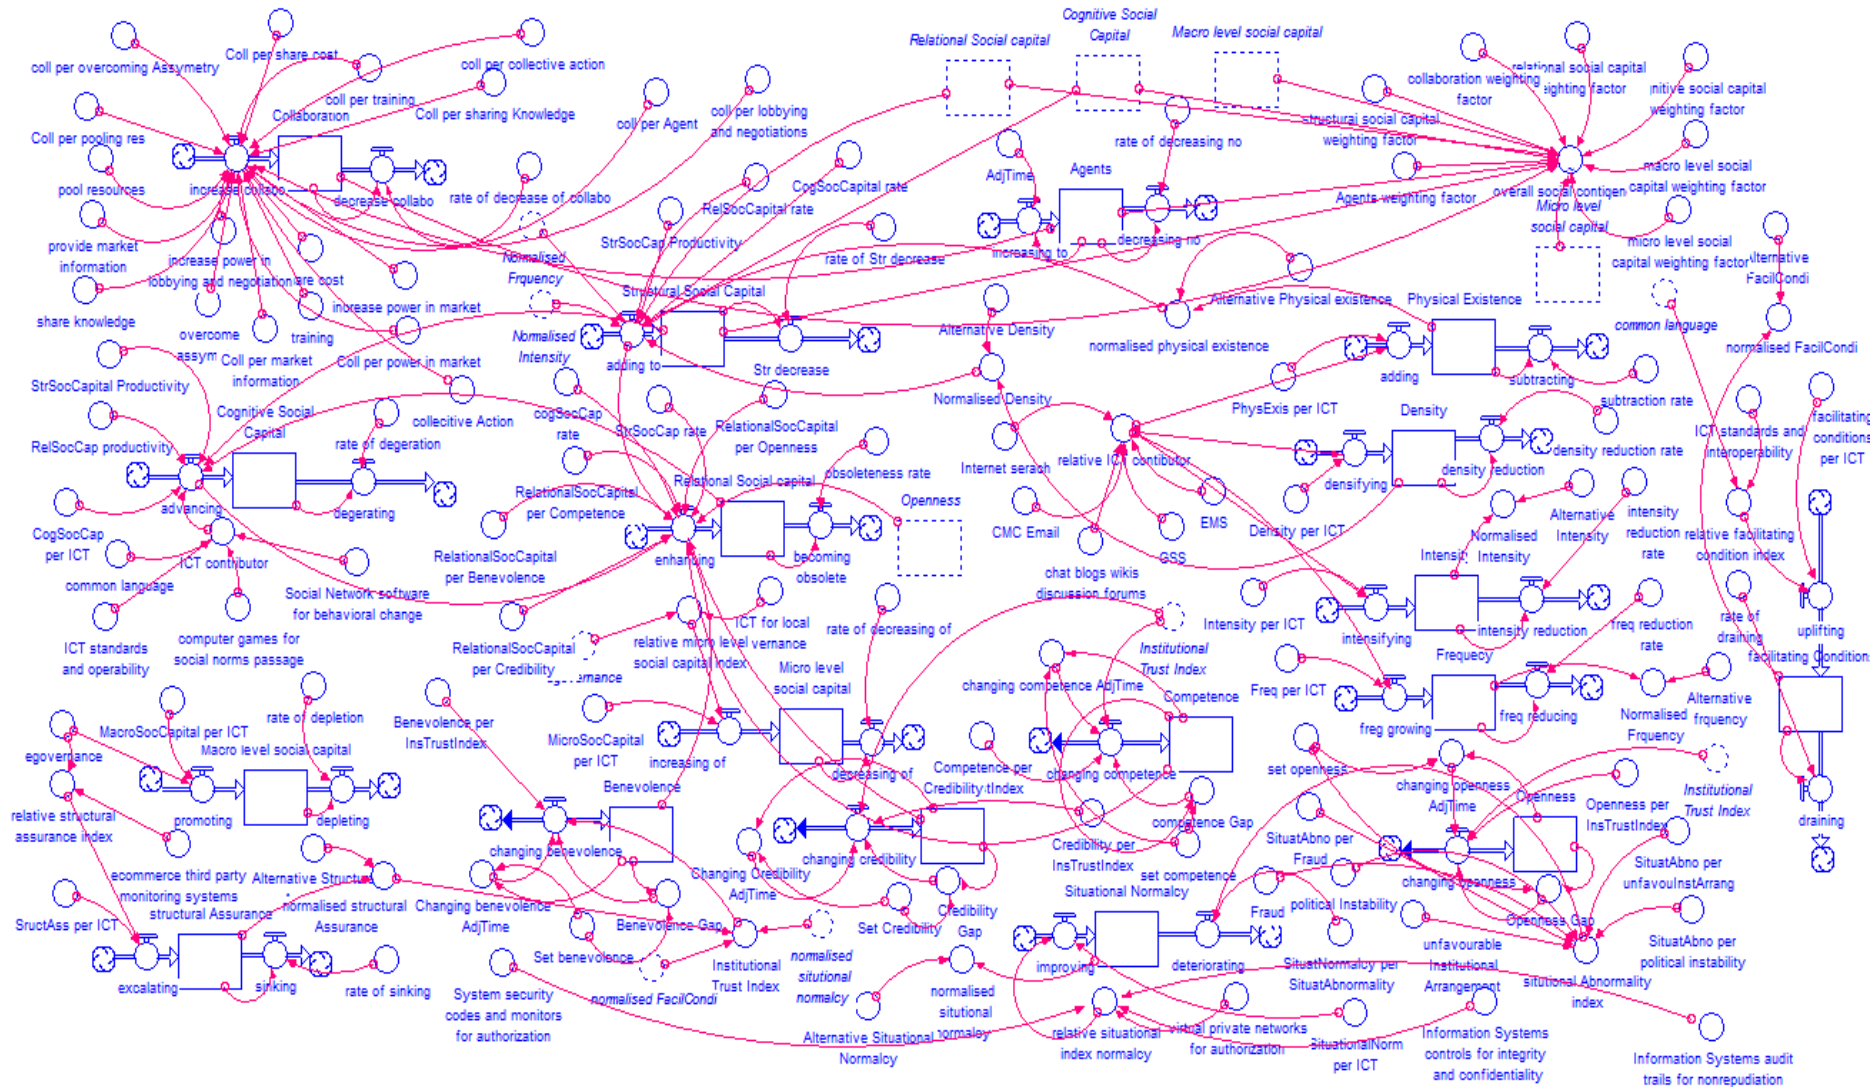 Cognitive Social
Capital
Relational Social capital
Macro level social capital
coll per overcoming Assymetry
Coll per share cost
coll per collective action
coll per training
Collaboration
Coll per sharing Knowledge
coll per Agent
coll per lobbying
and negotiations
Coll per pooling res
pool resources
increase collabo
decrease collabo
rate of decrease of collabo
provide market
information
increase power in
lobbying and negotiation
are cost
share knowledge
overcome
assym
training
increase power in market
Coll per market
information
Coll per power in market
collecitive Action
collaboration weighting
factor
relational social capital
ighting factor
nitive social capital
weighting factor
structural social capital
weighting factor
rate of decreasing no
AdjTime
Agents
Agents weighting factor
overall social contigen
macro level social
capital weighting factor
Micro level
social capital
micro level social
capital weighting factor
increasing to
decreasing no
CogSocCapital rate
RelSocCapital rate
StrSocCap Productivity
rate of Str decrease
Normalised
Frquency
Normalised
Intensity
Structural Social Capital
adding to
Str decrease
Alternative Density
Normalised Density
Alternative Physical existence
normalised physical existence
Physical Existence
adding
subtracting
subtraction rate
PhysExis per ICT
common language
lternative
FacilCondi
normalised FacilCondi
StrSocCapital Productivity
RelSocCap productivity
Cognitive Social
Capital
rate of degeration
advancing
degerating
CogSocCap
per ICT
common language
ICT contributor
ICT standards
and operability
computer games for
social norms passage
Social Network software
for behavioral change
cogSocCap
rate
StrSocCap rate
RelationalSocCapital
per Openness
obsoleteness rate
Relational Social capital
RelationalSocCapital
per Competence
RelationalSocCapital
per Benevolence
enhancing
becoming
obsolete
Openness
RelationalSocCapital
per Credibility
Internet serach
relative ICT contibutor
CMC Email
EMS
GSS
chat blogs wikis
discussion forums
Density
densifying
density reduction
density reduction rate
Density per ICT
ICT standards and
interoperability
facilitating
conditions
per ICT
relative facilitating
condition index
Normalised
Intensity
Alternative
Intensity
intensity
reduction
rate
intensifying
intensity reduction
Intensity per ICT
Frequecy
freq reduction
rate
Freq per ICT
freq growing
freq reducing
Normalised
Frquency
Alternative
frquency
rate of
draining
uplifting
facilitating Conditions
draining
ICT for local
vernance
relative micro level
social capital index
rate of decreasing of
Micro level
social capital
MicroSocCapital
per ICT
increasing of
decreasing of
Institutional
Trust Index
changing competence AdjTime
Competence
changing competence
Competence per
competence Gap
set competence
egovernance
MacroSocCapital per ICT
rate of depletion
Macro level social capital
promoting
depleting
relative structural
assurance index
ecommerce third party
monitoring systems
Alternative Structure
structural Assurance
normalised structural
Assurance
SructAss per ICT
excalating
sinking
rate of sinking
Benevolence per
InsTrustIndex
Benevolence
changing benevolence
Changing benevolence
AdjTime
Benevolence Gap
Set benevolence
normalised FacilCondi
Credibility
changing credibility
Changing Credibility
AdjTime
Credibility per
InsTrustIndex
Credibility
Gap
Set Credibility
Institutional
Trust Index
normalised
situtional
nomalcy
System security
codes and monitors
for authorization
Situational Normalcy
improving
deteriorating
normalised
situtional
Alternative Situational
Normalcy
relative situational
index normalcy
virtual private networks
for authorization
SituatNormalcy per
SituatAbnormality
SituationalNorm
per ICT
Information Systems
controls for integrity
and confidentiality
Information Systems audit
trails for nonrepudiation
set openness
changing openness
AdjTime
Openness
Openness per
InsTrustIndex
Institutional
Trust Index
changing openness
Openness Gap
SituatAbno per
Fraud
Fraud
political Instability
unfavourable
Institutional
Arrangement
SituatAbno per
unfavouInstArrang
SituatAbno per
political instability
situtional Abnormality
index